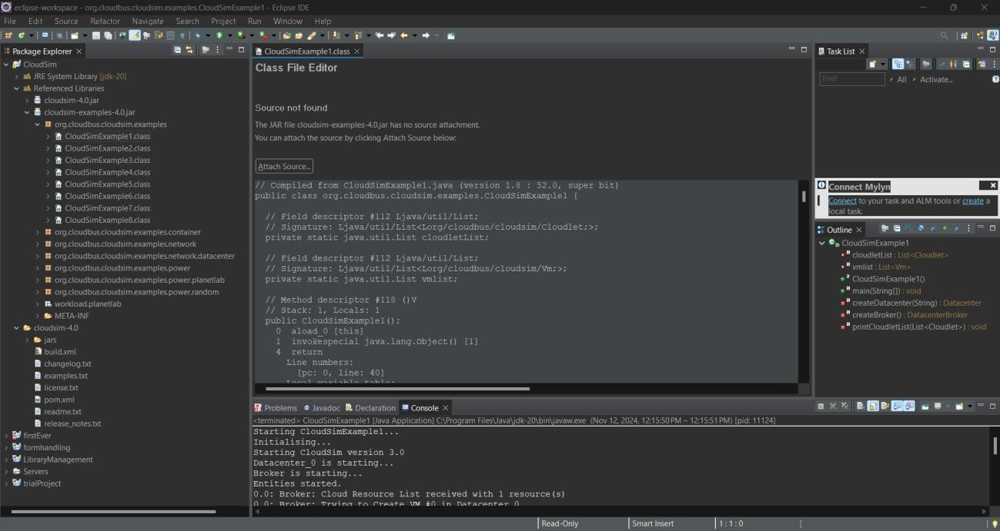 eclipse-workspace - org.cloudbus.cloudsim.examples.CloudSimExample1 - Eclipse IDE
File Edit Source Refactor Navigate Search Project Run Window Help
Package Explorer
CloudSim
JRE System Library [jdk-20]
Referenced Libraries
cloudsim-4.0.jar
cloudsim-examples-4.0.jar
org.cloudbus.cloudsim.examples
CloudSimExample1.class
CloudSimExample2.class
CloudSimExample3.class
CloudSimExample4.class
CloudSimExample5.class
CloudSimExample6.class
CloudSimExample7.class
CloudSimExample8.class
org.cloudbus.cloudsim.examples.container
org.cloudbus.cloudsim.examples.network
org.cloudbus.cloudsim.examples.network.datacenter
org.cloudbus.cloudsim.examples.power
org.cloudbus.cloudsim.examples.power.planetlab
org.cloudbus.cloudsim.examples.power.random
workload.planetlab
META-INF
cloudsim-4.0
jars
build.xml
changelog.txt
examples.txt
license.txt
pom.xml
readme.txt
release_notes.txt
firstEver
formhandling
LibraryManagement
Servers
trialProject
CloudSimExample1.class
Class File Editor
Source not found
The JAR file cloudsim-examples-4.0.jar has no source attachment.
You can attach the source by clicking Attach Source below:
Attach Source...
// Compiled from CloudSimExample1.java (version 1.8 : 52.0, super bit)
public class org.cloudbus.cloudsim.examples.CloudSimExample1 {
// Field descriptor #112 Ljava/util/List;
// Signature: Ljava/util/List<Lorg/cloudbus/cloudsim/Cloudlet;>;
private static java.util.List cloudletList;
// Field descriptor #112 Ljava/util/List;
// Signature: Ljava/util/List<Lorg/cloudbus/cloudsim/Vm;>;
private static java.util.List vmlist;
// Method descriptor #118 ()V
// Stack: 1, Locals: 1
public CloudSimExample1();
0 aload_0 [this]
1 invokespecial java.lang.Object() [1]
4 return
Line numbers:
[pc: 0, line: 40]
Local variable table:
Problems Javadoc Declaration Console
<terminated> CloudSimExample1 [Java Application] C:\Program Files\Java\jdk-20\bin\javaw.exe (Nov 12, 2024, 12:15:50 PM – 12:15:51 PM) [pid: 11124]
Starting CloudSimExample1...
Initialising...
Starting CloudSim version 3.0
Datacenter_0 is starting...
Broker is starting...
Entities started.
0.0: Broker: Cloud Resource List received with 1 resource(s)
0.0: Broker: Trying to Create VM #0 in Datacenter_0
Task List
Find All Activate...
Connect Mylyn
Connect to your task and ALM tools or create a
local task.
Outline
CloudSimExample1
cloudletList : List<Cloudlet>
vmlist : List<Vm>
CloudSimExample1()
main(String[]) : void
createDatacenter(String) : Datacenter
createBroker() : DatacenterBroker
printCloudletList(List<Cloudlet>) : void
Read-Only Smart Insert 1 : 1 : 0